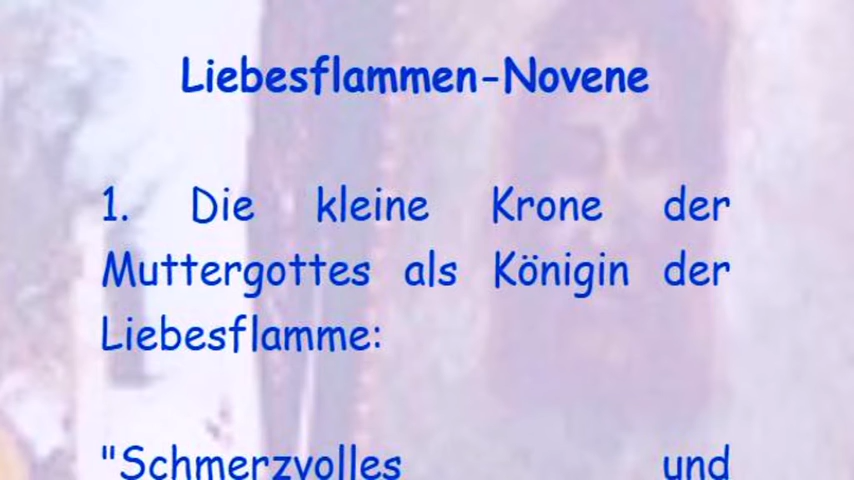 Liebesflammen-Novene
1. Die kleine Krone der
Muttergottes als Königin der
Liebesflamme:
"Schmerzvolles und